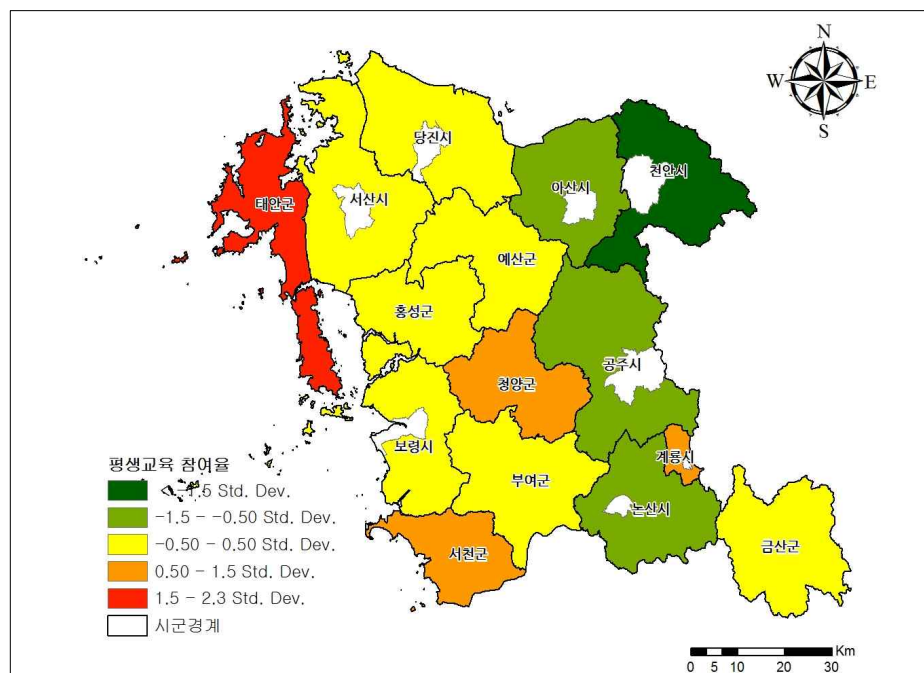 N
W E
S
당진시
아산시
천안시
서산시
태안군
예산군
홍성군
공주시
청양군
계룡시
보령시
부여군
논산시
서천군
금산군
평생교육 참여율
-1.5 Std. Dev.
-1.5 - -0.50 Std. Dev.
-0.50 - 0.50 Std. Dev.
0.50 - 1.5 Std. Dev.
1.5 - 2.3 Std. Dev.
시군경계
Km
0 5 10 20 30